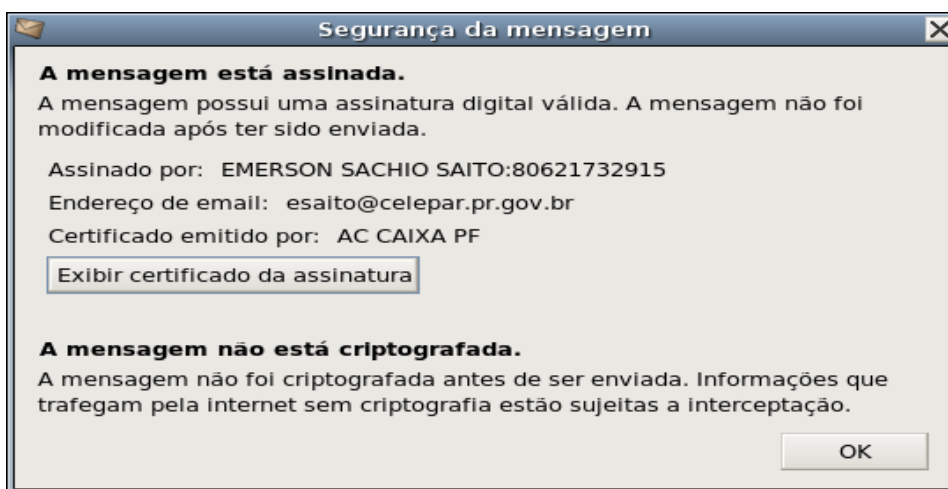 Segurança da mensagem
A mensagem está assinada.
A mensagem possui uma assinatura digital válida. A mensagem não foi
modificada após ter sido enviada.
Assinado por: EMERSON SACHIO SAITO:80621732915
Endereço de email: esaito@celepar.pr.gov.br
Certificado emitido por: AC CAIXA PF
Exibir certificado da assinatura
A mensagem não está criptografada.
A mensagem não foi criptografada antes de ser enviada. Informações que
trafegam pela internet sem criptografia estão sujeitas a interceptação.
OK